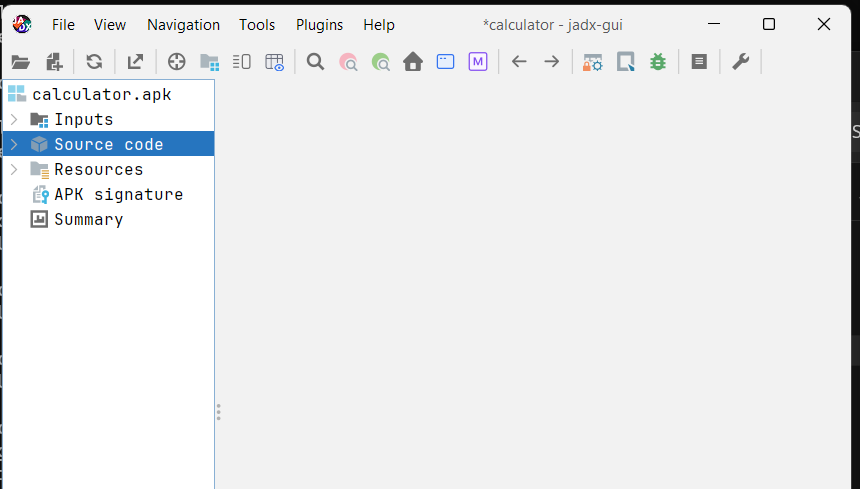 File View Navigation Tools Plugins Help *calculator - jadx-gui
M
calculator.apk
Inputs
Source code
Resources
APK signature
Summary
S